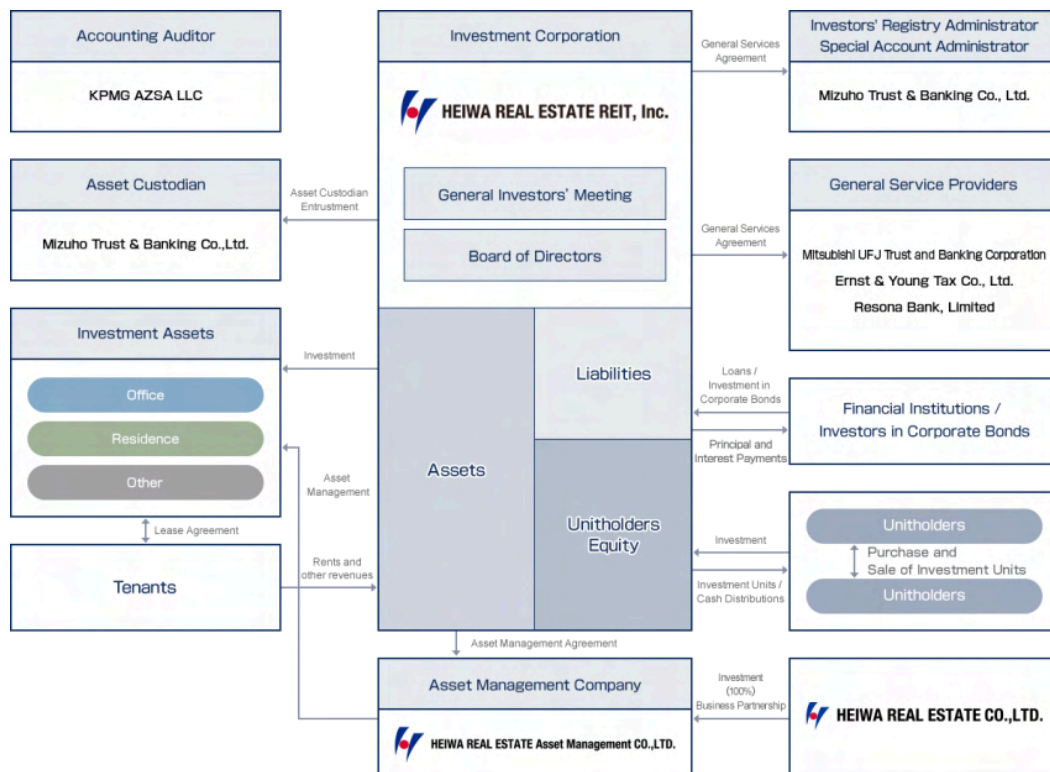 Accounting Auditor
KPMG AZSA LLC
Investment Corporation
HEIWA REAL ESTATE REIT, Inc.
General Investors' Meeting
Board of Directors
General Services
Agreement
Investors' Registry Administrator
Special Account Administrator
Mizuho Trust & Banking Co., Ltd.
Asset Custodian
Mizuho Trust & Banking Co.,Ltd.
Asset Custodian
Entrustment
General Services
Agreement
General Service Providers
Mitsubishi UFJ Trust and Banking Corporation
Ernst & Young Tax Co., Ltd.
Resona Bank, Limited
Investment Assets
Office
Residence
Other
Investment
Assets
Liabilities
Unitholders
Equity
Loans /
Investment in
Corporate Bonds
Principal and
Interest Payments
Financial Institutions /
Investors in Corporate Bonds
Asset
Management
Lease Agreement
Tenants
Rents and
other revenues
Investment
Investment Units /
Cash Distributions
Unitholders
Purchase and
Sale of Investment Units
Unitholders
Asset Management Agreement
Asset Management Company
HEIWA REAL ESTATE Asset Management CO.,LTD.
Investment
(100%)
Business Partnership
HEIWA REAL ESTATE CO.,LTD.